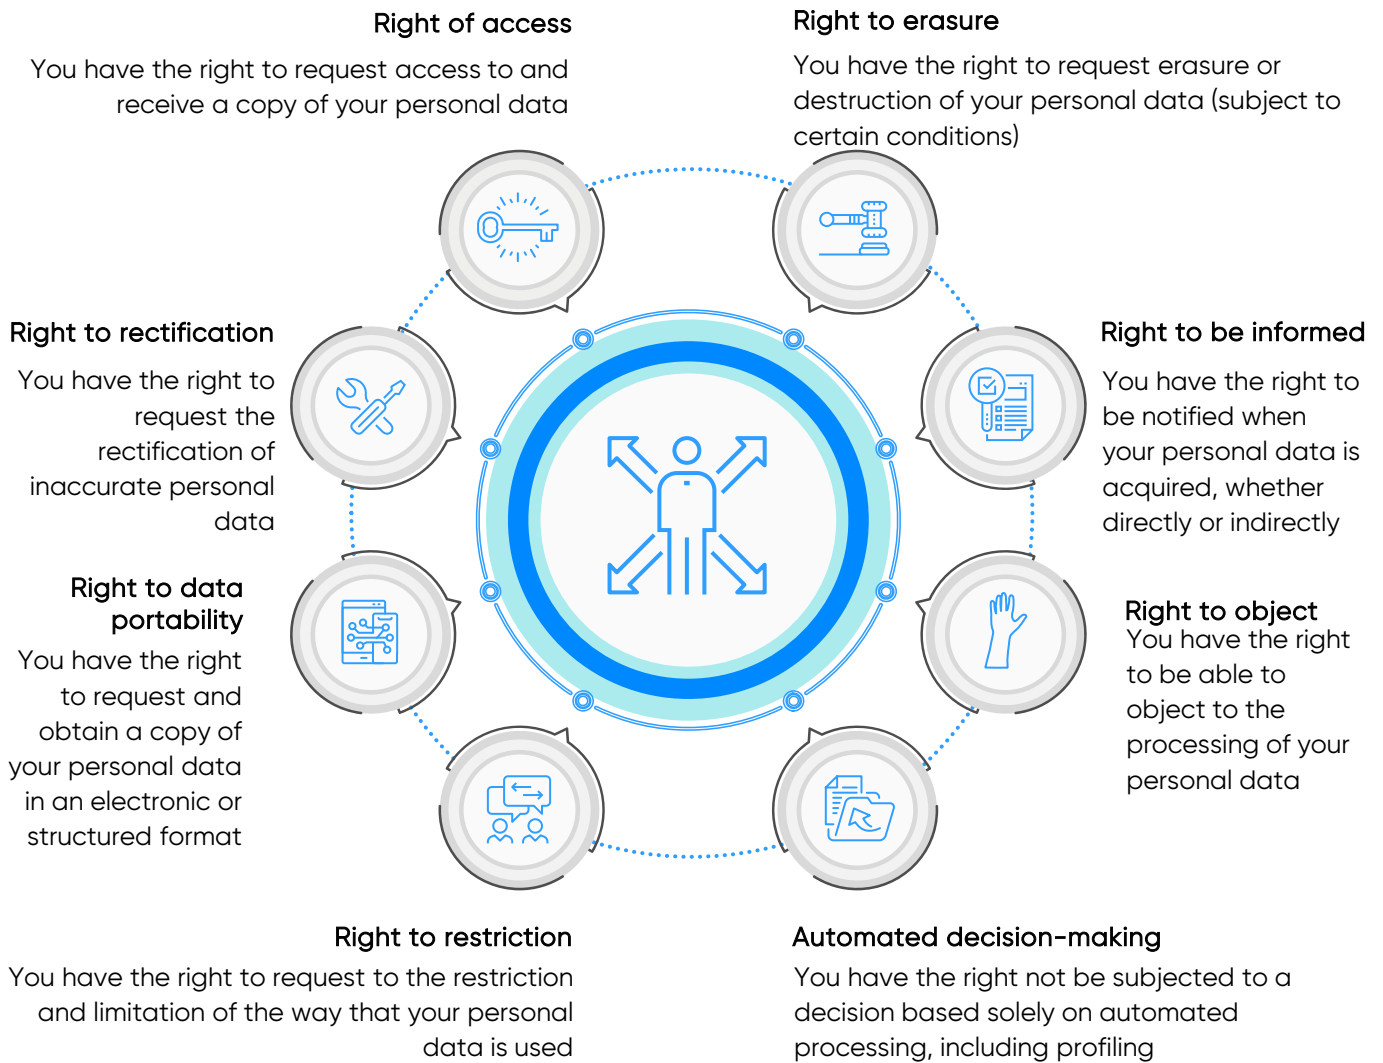 Right of access
You have the right to request access to and
receive a copy of your personal data
Right to erasure
You have the right to request erasure or
destruction of your personal data (subject to
certain conditions)
Right to rectification
You have the right to
request the
rectification of
inaccurate personal
data
Right to be informed
You have the right to
be notified when
your personal data is
acquired, whether
directly or indirectly
Right to data
portability
You have the right
to request and
obtain a copy of
your personal data
in an electronic or
structured format
Right to object
You have the right
to be able to
object to the
processing of your
personal data
Right to restriction
You have the right to request to the restriction
and limitation of the way that your personal
data is used
Automated decision-making
You have the right not be subjected to a
decision based solely on automated
processing, including profiling